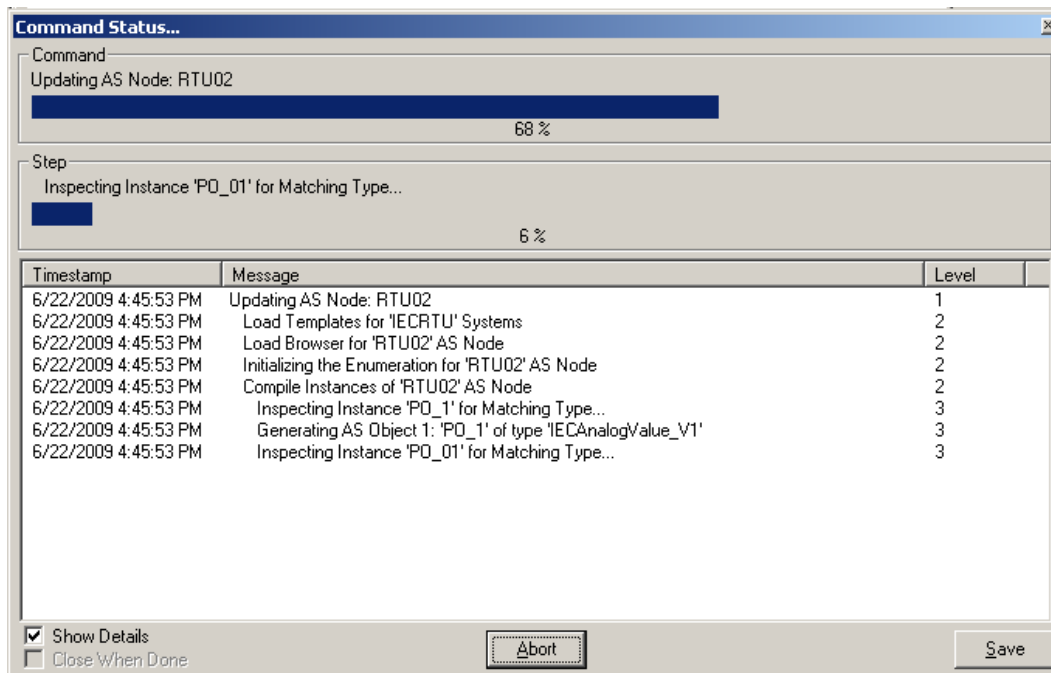 Command Status...
Command
Updating AS Node: RTU02
68 %
Step
Inspecting Instance 'PO_01' for Matching Type...
6 %
Timestamp Message Level
6/22/2009 4:45:53 PM Updating AS Node: RTU02 1
6/22/2009 4:45:53 PM Load Templates for 'IECRTU' Systems 2
6/22/2009 4:45:53 PM Load Browser for 'RTU02' AS Node 2
6/22/2009 4:45:53 PM Initializing the Enumeration for 'RTU02' AS Node 2
6/22/2009 4:45:53 PM Compile Instances of 'RTU02' AS Node 2
6/22/2009 4:45:53 PM Inspecting Instance 'PO_1' for Matching Type... 3
6/22/2009 4:45:53 PM Generating AS Object 1: 'PO_1' of type 'IECAnalogValue_V1' 3
6/22/2009 4:45:53 PM Inspecting Instance 'PO_01' for Matching Type... 3
Show Details
Close When Done
Abort
Save